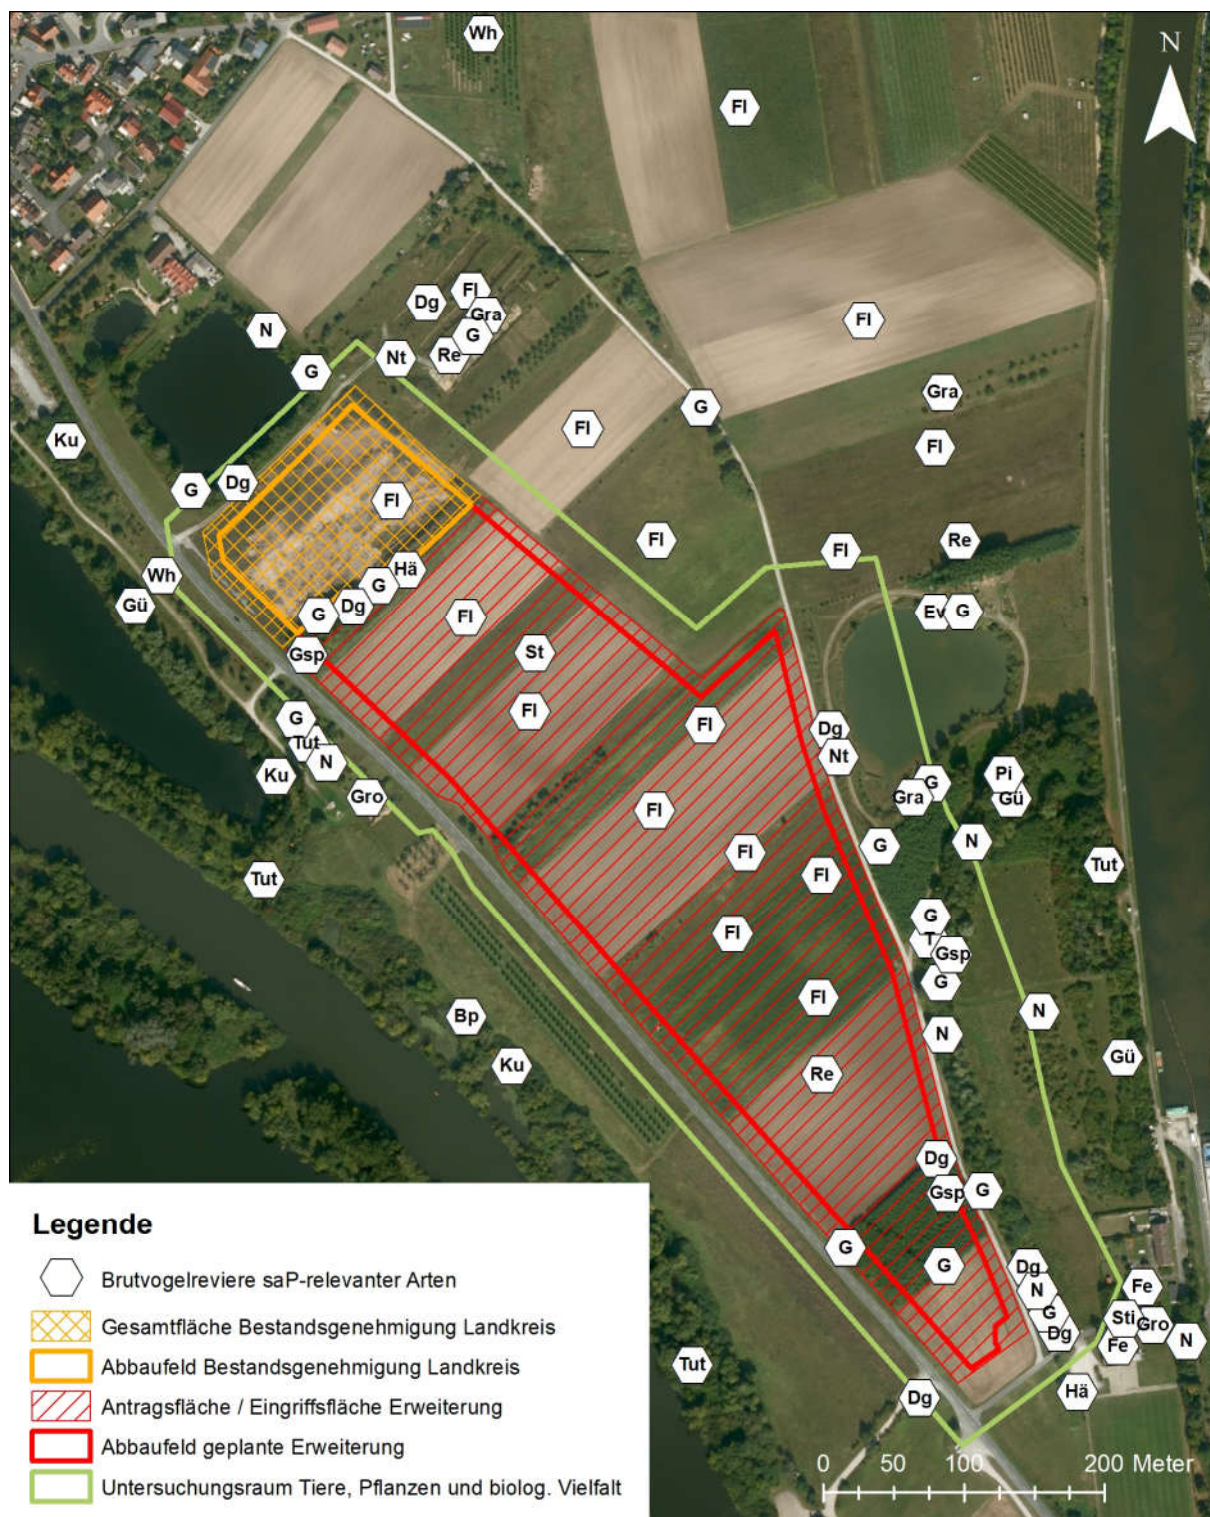 Wh
N
Fl
Dg
Fl
Gra
G
Re
N
Nt
G
Fl
Gra
G
Fl
Fl
Ku
Dg
G
Fl
Fl
Fl
Re
Hä
Wh
G
Gü
Dg
G
Fl
Ev
G
Gsp
St
Fl
G
Tut
N
Ku
Gro
Fl
Dg
Nt
Fl
G
Gra
Pi
Gü
G
N
Fl
Fl
Tut
Tut
G
T
Gsp
G
Fl
Fl
N
N
Bp
Ku
Gü
Re
Dg
Gsp
G
G
G
Dg
N
G
Dg
Fe
Sti
Gro
Fe
N
Tut
Dg
Hä
Legende
Brutvogelreviere saP-relevanter Arten
Gesamtfläche Bestandsgenehmigung Landkreis
Abbaufeld Bestandsgenehmigung Landkreis
Antragsfläche / Eingriffsfläche Erweiterung
Abbaufeld geplante Erweiterung
Untersuchungsraum Tiere, Pflanzen und biolog. Vielfalt
0 50 100 200 Meter